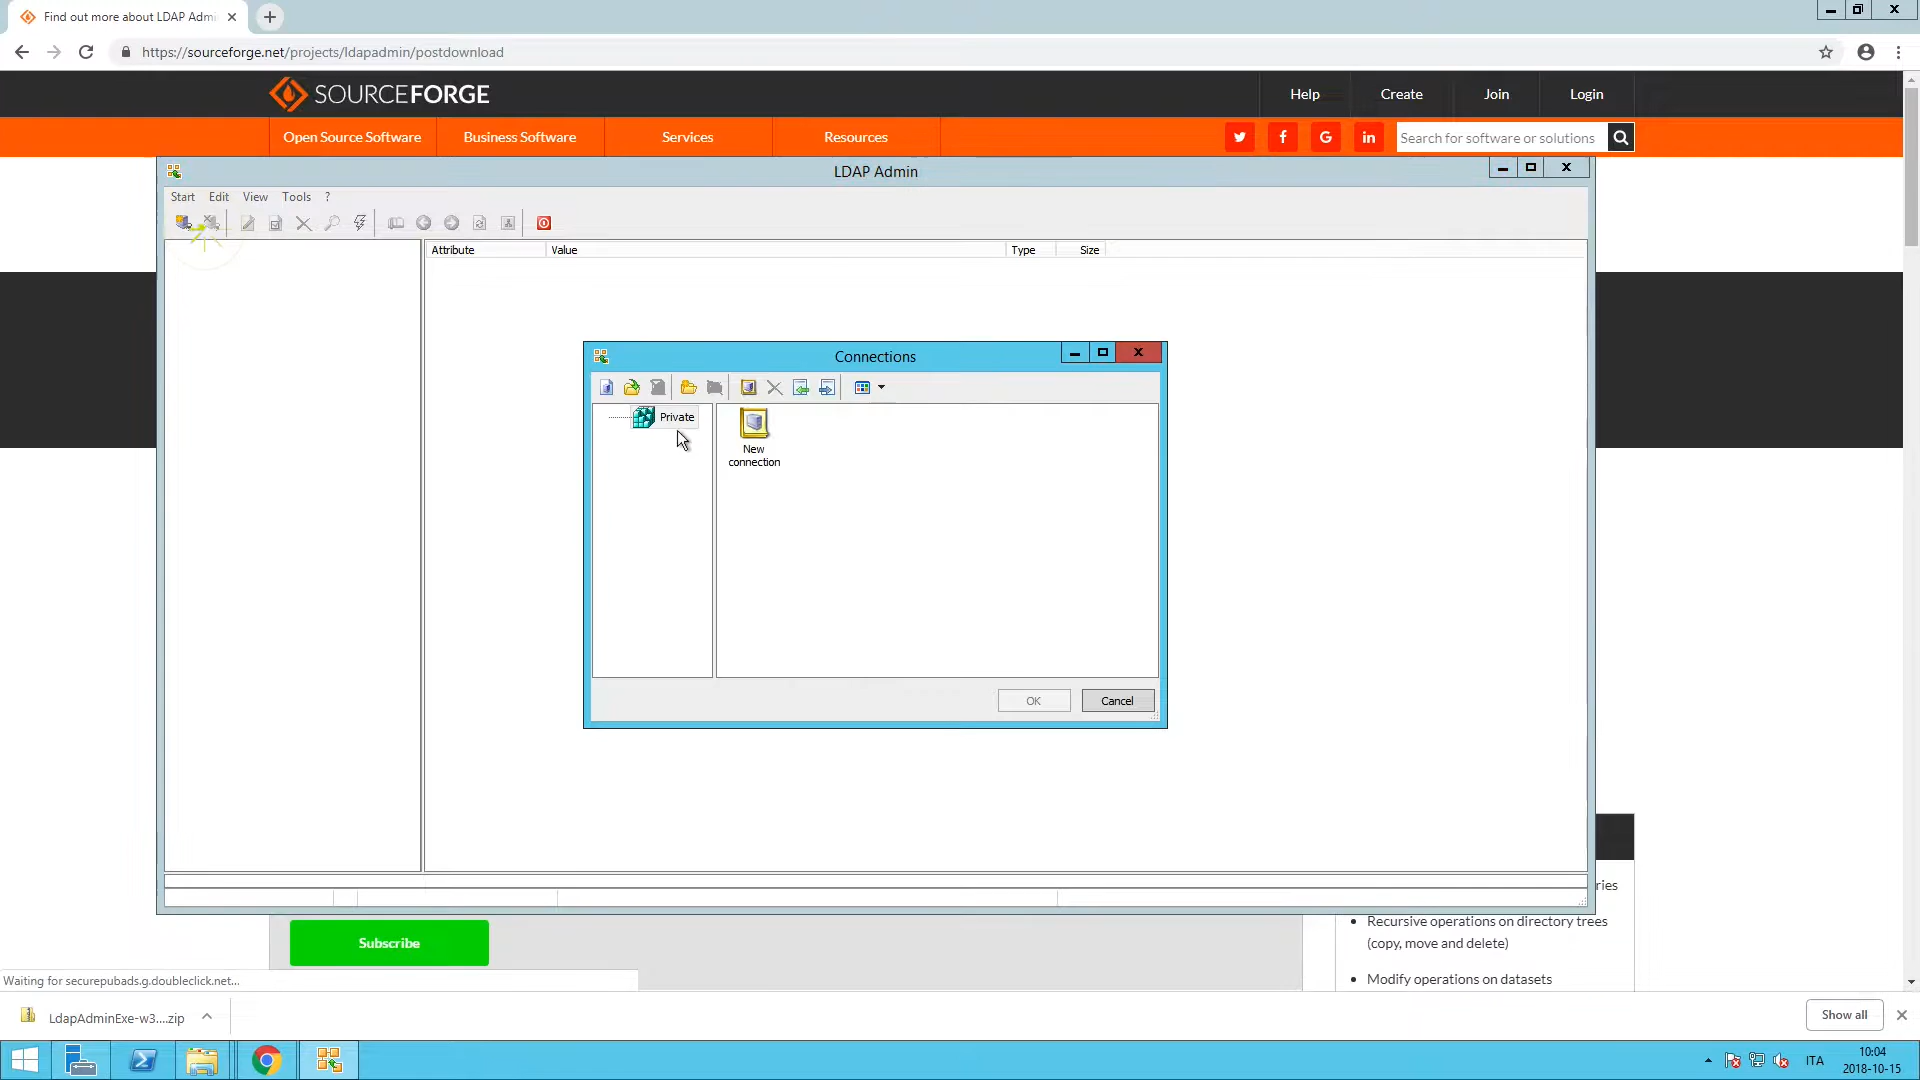 Find out more about LDAP Admi
https://sourceforge.net/projects/ldapadmin/postdownload
SOURCEFORGE
Help
Create
Join
Login
Open Source Software
Business Software
Services
Resources
Search for software or solutions
LDAP Admin
Start
Edit
View
Tools
?
Attribute
Value
Type
Size
Connections
Private
New
connection
OK
Cancel
ries
Recursive operations on directory trees
(copy, move and delete)
Subscribe
Modify operations on datasets
Waiting for securepubads.g.doubleclick.net...
LdapAdminExe-w3....zip
Show all
ITA
10:04
2018-10-15